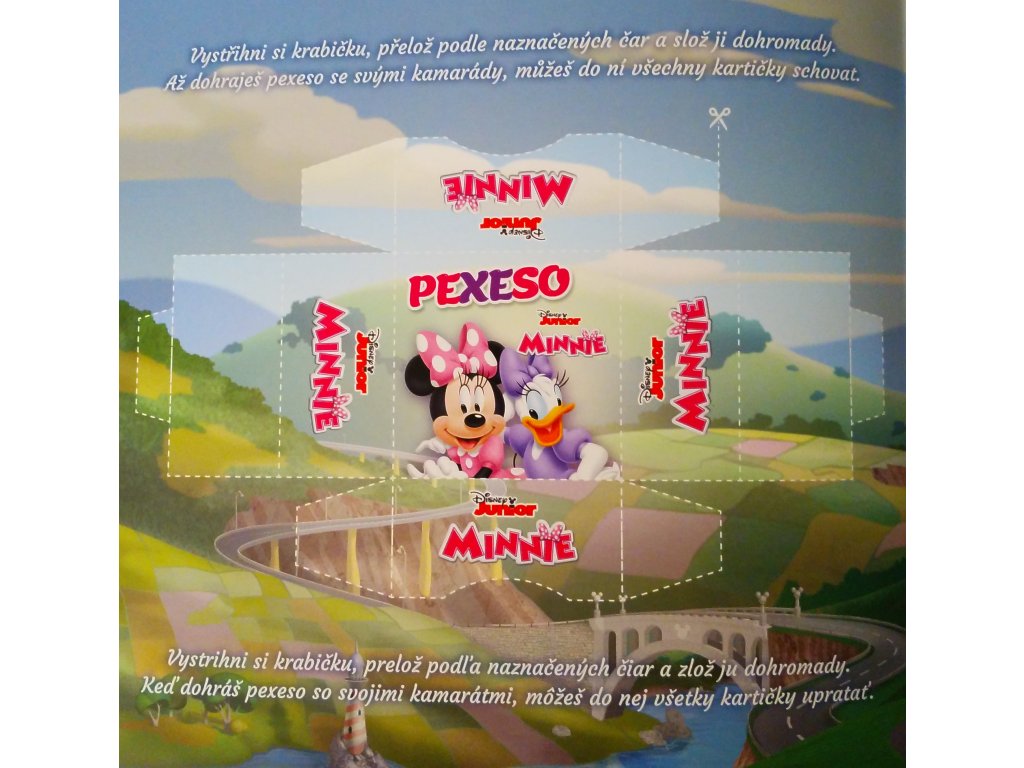 Vystřihni si krabičku, přelož podle naznačených čar a slož ji dohromady.
Až dohraješ pexeso se svými kamarády, můžeš do ní všechny kartičky schovat.
MINNIE
Disney Junior
PEXESO
Disney Junior
MINNIE
MINNIE
Disney Junior
Disney Junior
MINNIE
Disney Junior
MINNIE
Vystrihni si krabičku, prelož podľa naznačených čiar a zlož ju dohromady.
Keď dohráš pexeso so svojimi kamarátmi, môžeš do nej všetky kartičky upratať.